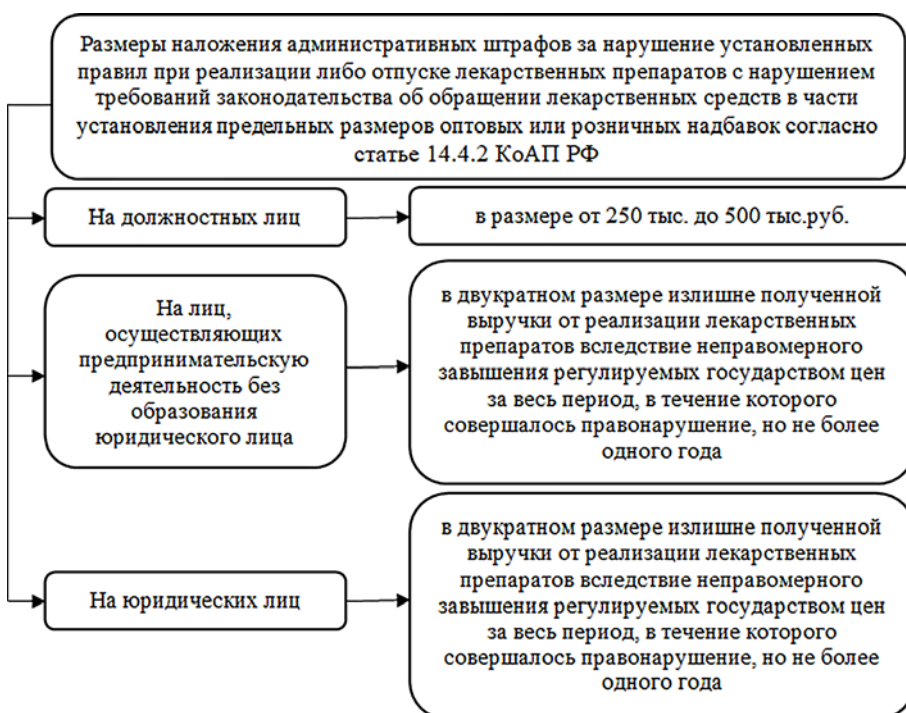 Размеры наложения административных штрафов за нарушение установленных
правил при реализации либо отпуске лекарственных препаратов с нарушением
требований законодательства об обращении лекарственных средств в части
установления предельных размеров оптовых или розничных надбавок согласно
статье 14.4.2 КоАП РФ
На должностных лиц
в размере от 250 тыс. до 500 тыс.руб.
На лиц,
осуществляющих
предпринимательскую
деятельность без
образования
юридического лица
в двукратном размере излишне полученной
выручки от реализации лекарственных
препаратов вследствие неправомерного
завышения регулируемых государством цен
за весь период, в течение которого
совершалось правонарушение, но не более
одного года
На юридических лиц
в двукратном размере излишне полученной
выручки от реализации лекарственных
препаратов вследствие неправомерного
завышения регулируемых государством цен
за весь период, в течение которого
совершалось правонарушение, но не более
одного года